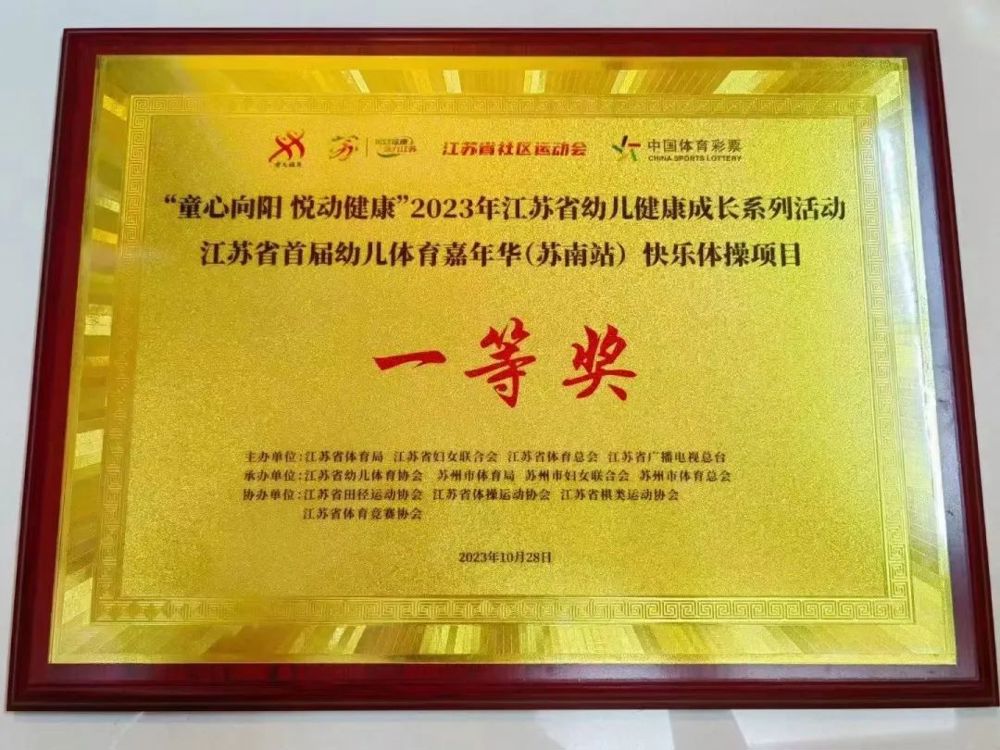 江苏省社区运动会
中国体育彩票
CHINA SPORTS LOTTERY
“童心向阳 悦动健康”2023年江苏省幼儿健康成长系列活动
江苏省首届幼儿体育嘉年华(苏南站) 快乐体操项目
一等奖
主办单位:江苏省体育局 江苏省妇女联合会 江苏省体育总会 江苏省广播电视总台
承办单位:江苏省幼儿体育协会 苏州市体育局 苏州市妇女联合会 苏州市体育总会
协办单位:江苏省田径运动协会 江苏省体操运动协会 江苏省棋类运动协会
江苏省体育竞赛协会
2023年10月28日